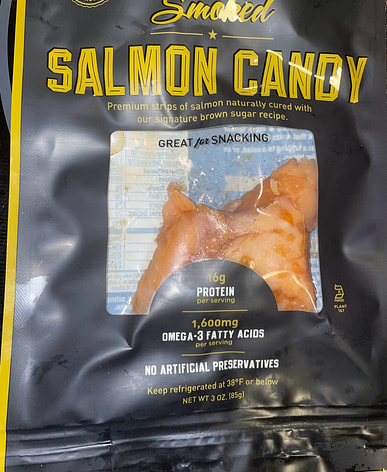 Smoked
SALMON CANDY
Premium strips of salmon naturally cured with
our signature brown sugar recipe.
GREAT for SNACKING
16g
PROTEIN
per serving
1,600mg
OMEGA-3 FATTY ACIDS
per serving
NO ARTIFICIAL PRESERVATIVES
Keep refrigerated at 38°F or below
NET WT 3 OZ. (85g)
PLANT
167